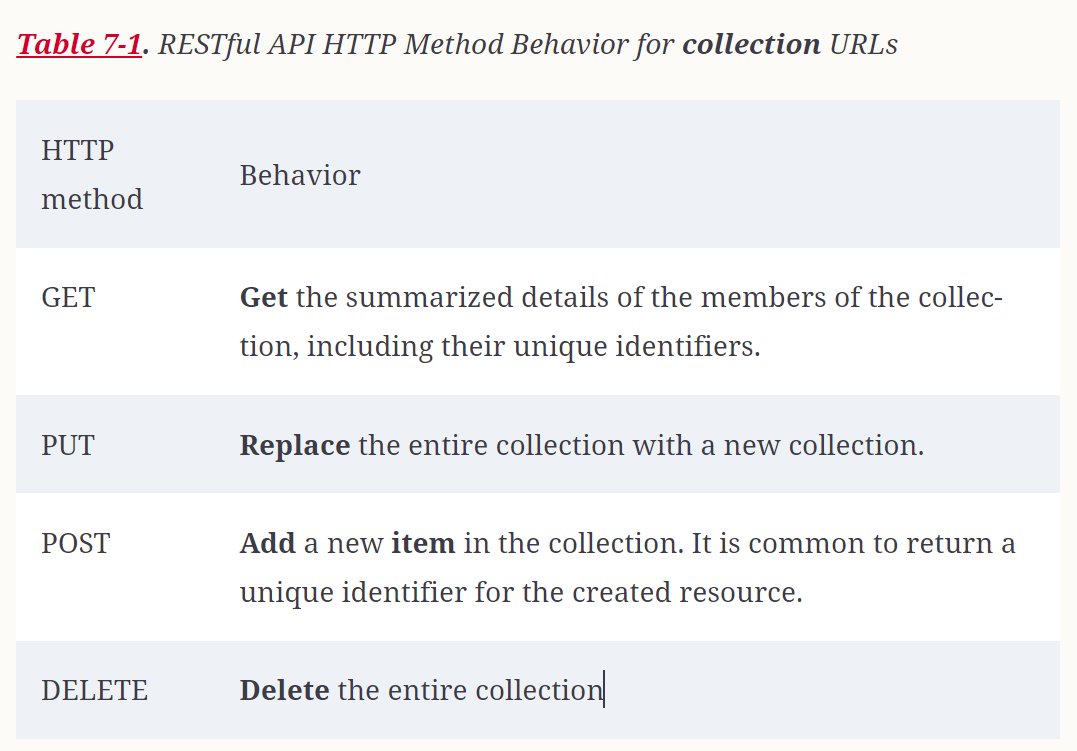 Table 7-1. RESTful API HTTP Method Behavior for collection URLs
HTTP
method
Behavior
GET
Get the summarized details of the members of the collec-
tion, including their unique identifiers.
PUT
Replace the entire collection with a new collection.
POST
Add a new item in the collection. It is common to return a
unique identifier for the created resource.
DELETE
Delete the entire collection